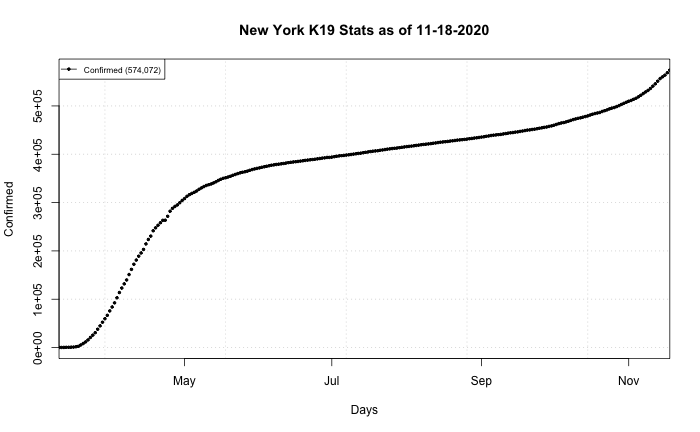 New York K19 Stats as of 11-18-2020
Confirmed (574,072)
Confirmed
5e+05
4e+05
3e+05
2e+05
1e+05
0e+00
May Jul Sep Nov
Days